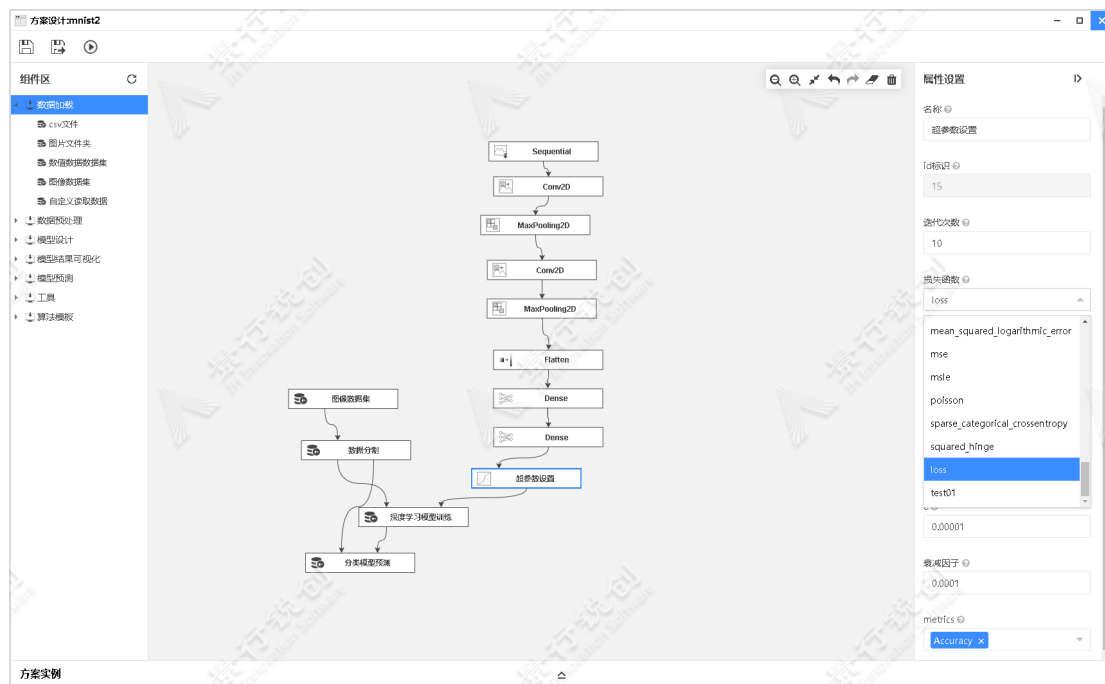 方案设计:mnist2
组件区
数据加载
csv文件
图片文件夹
数值数据数据集
图像数据集
自定义读取数据
数据预处理
模型设计
模型结果可视化
模型预测
工具
算法模板
Sequential
Conv2D
MaxPooling2D
Conv2D
MaxPooling2D
Flatten
Dense
Dense
图像数据集
数据分割
超参数设置
深度学习模型训练
分类模型预测
属性设置
名称
超参数设置
id标识
15
迭代次数
10
损失函数
loss
mean_squared_logarithmic_error
mse
msle
poisson
sparse_categorical_crossentropy
squared_hinge
loss
test01
0.00001
衰减因子
0.0001
metrics
Accuracy ×
方案实例
景行锐创
JH Innovation Software